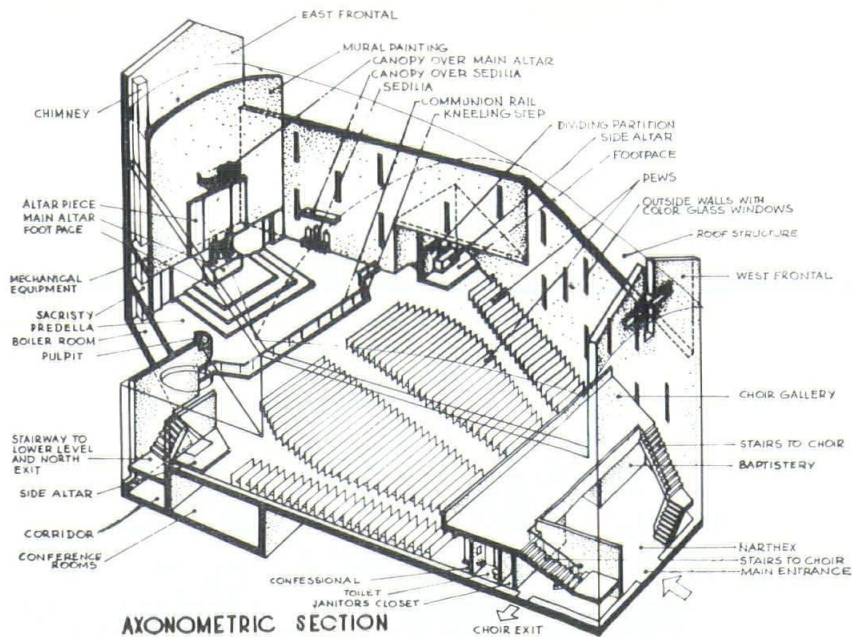 EAST FRONTAL
MURAL PAINTING
CANOPY OVER MAIN ALTAR
CANOPY OVER SEDILIA
SEDILIA
COMMUNION RAIL
KNEELING STEP
CHIMNEY
DIVIDING PARTITION
SIDE ALTAR
FOOTPACE
PEWS
OUTSIDE WALLS WITH
COLOR GLASS WINDOWS
ROOF STRUCTURE
WEST FRONTAL
ALTAR PIECE
MAIN ALTAR
FOOT PACE
MECHANICAL
EQUIPMENT
SACRISTY
PREDELLA
BOILER ROOM
PULPIT
CHOIR GALLERY
STAIRS TO CHOIR
BAPTISTERY
STAIRWAY TO
LOWER LEVEL
AND NORTH
EXIT
SIDE ALTAR
CORRIDOR
CONFERENCE
ROOMS
NARTHEX
STAIRS TO CHOIR
MAIN ENTRANCE
CONFESSIONAL
TOILET
JANITORS CLOSET
CHOIR EXIT
AXONOMETRIC SECTION